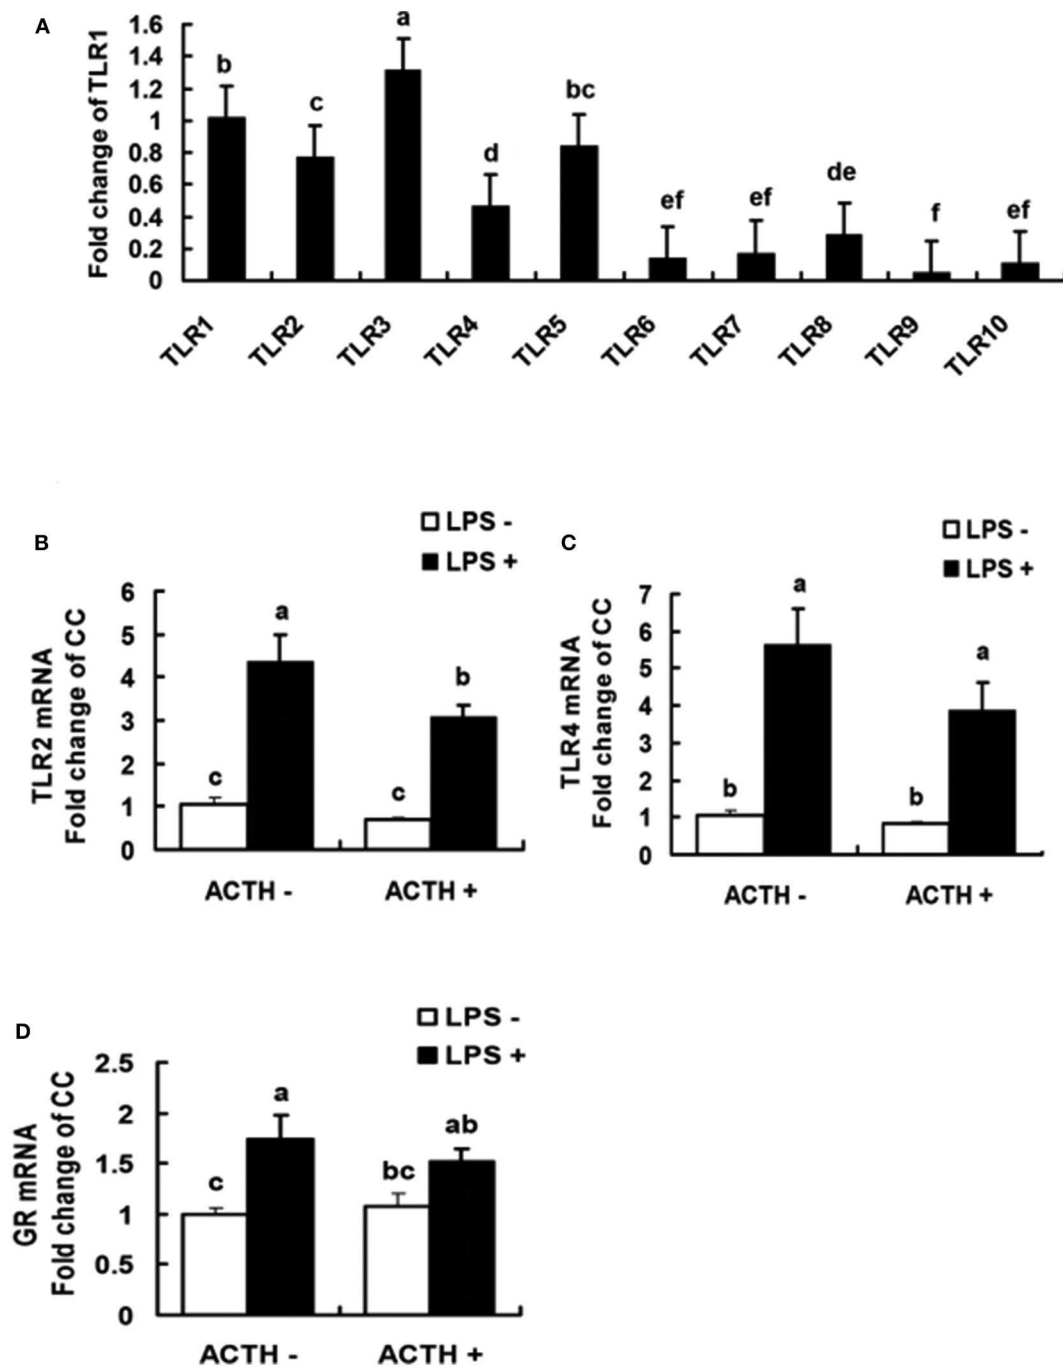 A
Fold change of TLR1
1.6
1.4
1.2
1
0.8
0.6
0.4
0.2
0
b
c
a
d
bc
ef
ef
de
f
ef
TLR1
TLR2
TLR3
TLR4
TLR5
TLR6
TLR7
TLR8
TLR9
TLR10
B
LPS -
LPS +
TLR2 mRNA
Fold change of CC
6
5
4
3
2
1
0
c
a
c
b
ACTH -
ACTH +
C
LPS -
LPS +
TLR4 mRNA
Fold change of CC
7
6
5
4
3
2
1
0
b
a
b
a
ACTH -
ACTH +
D
LPS -
LPS +
GR mRNA
Fold change of CC
2.5
2
1.5
1
0.5
0
c
a
bc
ab
ACTH -
ACTH +